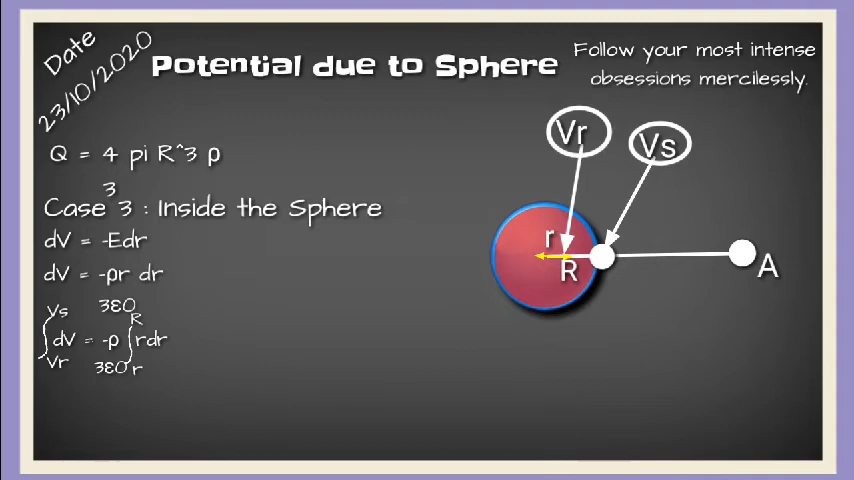 Date
23/10/2020
Potential due to Sphere
Follow your most intense
obsessions mercilessly.
Q = 4 pi R^3 ρ
3
Case 3 : Inside the Sphere
dV = -Edr
dV = -ρr dr
3ε0
Vs R
∫dV = -ρ ∫rdr
Vr 3ε0 r
Vr
Vs
r
R
A